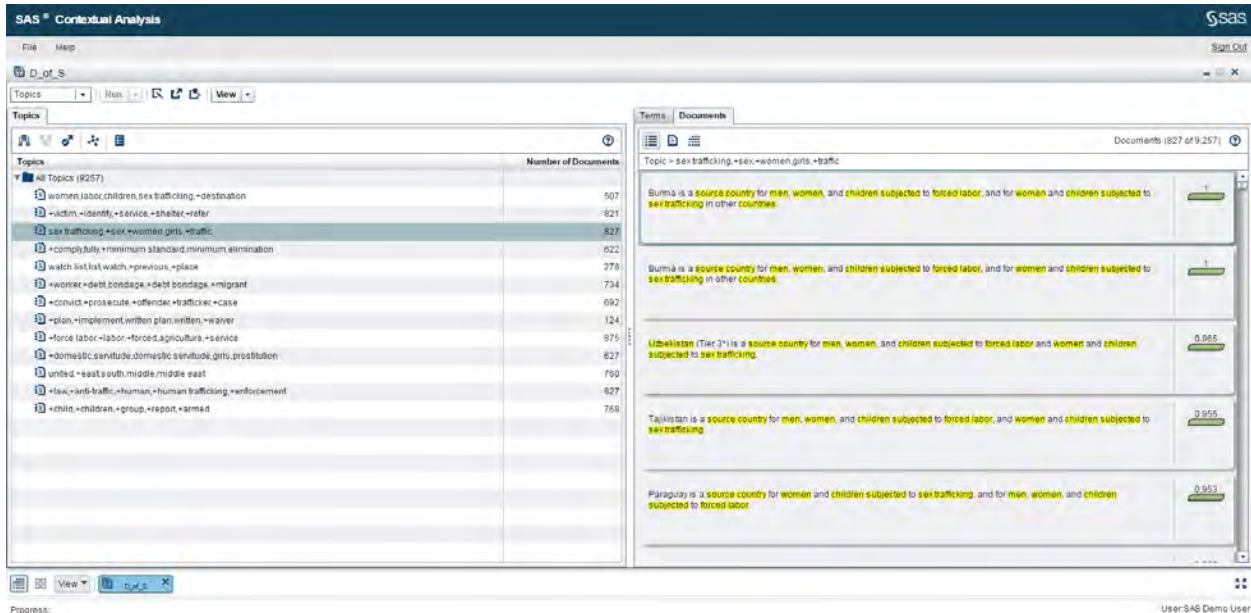 SAS ® Contextual Analysis
sas
File Help
Sign Out
D_of_S
Topics Run View
Topics
Terms Documents
Documents (827 of 9,257)
Topics Number of Documents
Topic > sex trafficking,+sex,+women,girls,+traffic
All Topics (9257)
women,labor,children,sex trafficking,+destination 507
+victim,+identify,+service,+shelter,+refer 821
sex trafficking,+sex,+women,girls,+traffic 827
+comply,fully,+minimum standard,minimum,elimination 622
watch list,list,watch,+previous,+place 278
+worker,+debt,bondage,+debt bondage,+migrant 734
+convict,+prosecute,+offender,+trafficker,+case 692
+plan,+implement,written plan,written,+waiver 124
+force labor,+labor,+forced,agriculture,+service 975
+domestic servitude,domestic servitude,girls,prostitution 627
united,+east,south,middle,middle east 760
+law,+anti-traffic,+human,+human trafficking,+enforcement 627
+child,+children,+group,+report,+armed 768
Burma is a source country for men, women, and children subjected to forced labor, and for women and children subjected to
sex trafficking in other countries.
1
Burma is a source country for men, women, and children subjected to forced labor, and for women and children subjected to
sex trafficking in other countries.
1
Uzbekistan (Tier 3*) is a source country for men, women, and children subjected to forced labor and women and children
subjected to sex trafficking.
0.965
Tajikistan is a source country for men, women, and children subjected to forced labor, and women and children subjected to
sex trafficking.
0.955
Paraguay is a source country for women and children subjected to sex trafficking, and for men, women, and children
subjected to forced labor.
0.953
View D_of_S
Progress:
User:SAS Demo User